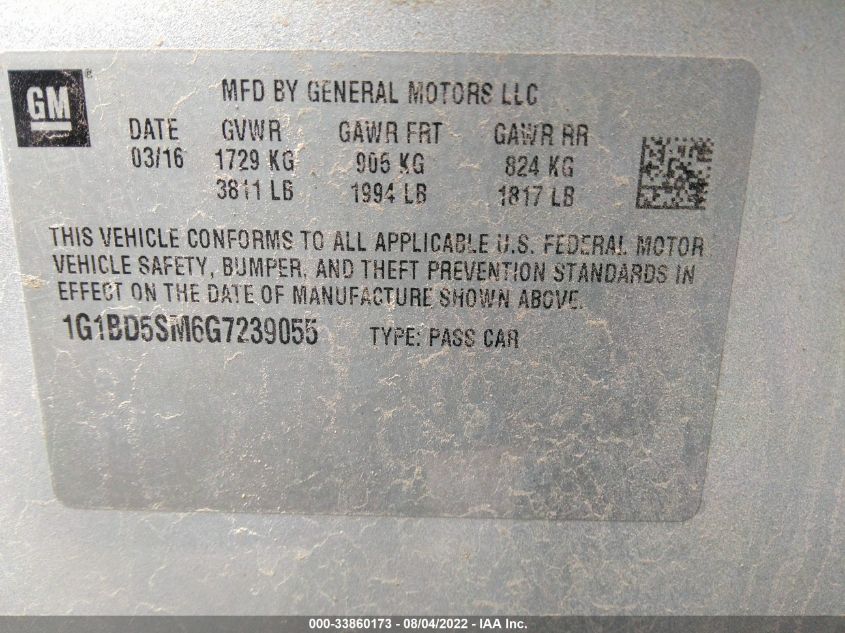 GM®
MFD BY GENERAL MOTORS LLC
DATE GVWR GAWR FRT GAWR RR
03/16 1729 KG 905 KG 824 KG
3811 LB 1994 LB 1817 LB
THIS VEHICLE CONFORMS TO ALL APPLICABLE U.S. FEDERAL MOTOR
VEHICLE SAFETY, BUMPER, AND THEFT PREVENTION STANDARDS IN
EFFECT ON THE DATE OF MANUFACTURE SHOWN ABOVE.
1G1BD5SM6G7239055 TYPE: PASS CAR
000-33860173 - 08/04/2022 - IAA Inc.